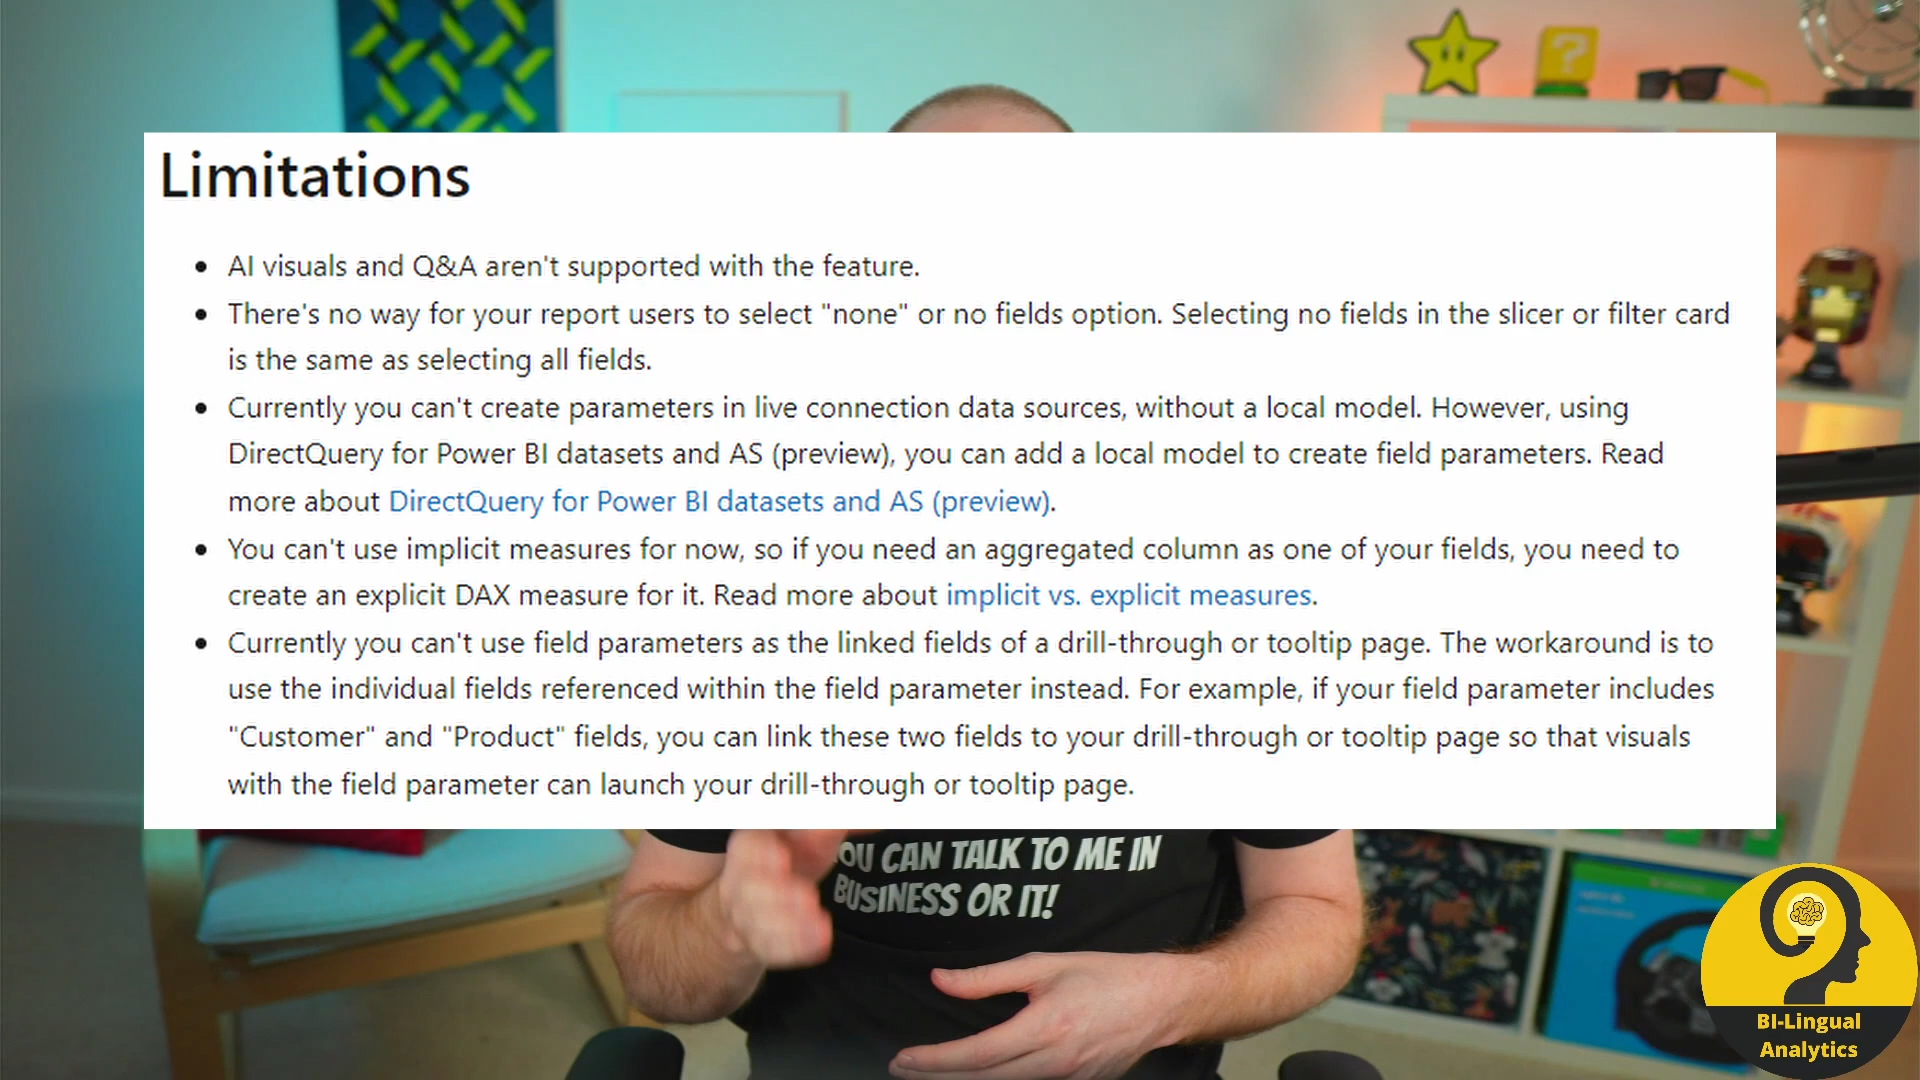 Limitations
• AI visuals and Q&A aren't supported with the feature.
• There's no way for your report users to select "none" or no fields option. Selecting no fields in the slicer or filter card
is the same as selecting all fields.
• Currently you can't create parameters in live connection data sources, without a local model. However, using
DirectQuery for Power BI datasets and AS (preview), you can add a local model to create field parameters. Read
more about DirectQuery for Power BI datasets and AS (preview).
• You can't use implicit measures for now, so if you need an aggregated column as one of your fields, you need to
create an explicit DAX measure for it. Read more about implicit vs. explicit measures.
• Currently you can't use field parameters as the linked fields of a drill-through or tooltip page. The workaround is to
use the individual fields referenced within the field parameter instead. For example, if your field parameter includes
"Customer" and "Product" fields, you can link these two fields to your drill-through or tooltip page so that visuals
with the field parameter can launch your drill-through or tooltip page.
OU CAN TALK TO ME IN
BUSINESS OR IT!
?
BI-Lingual
Analytics